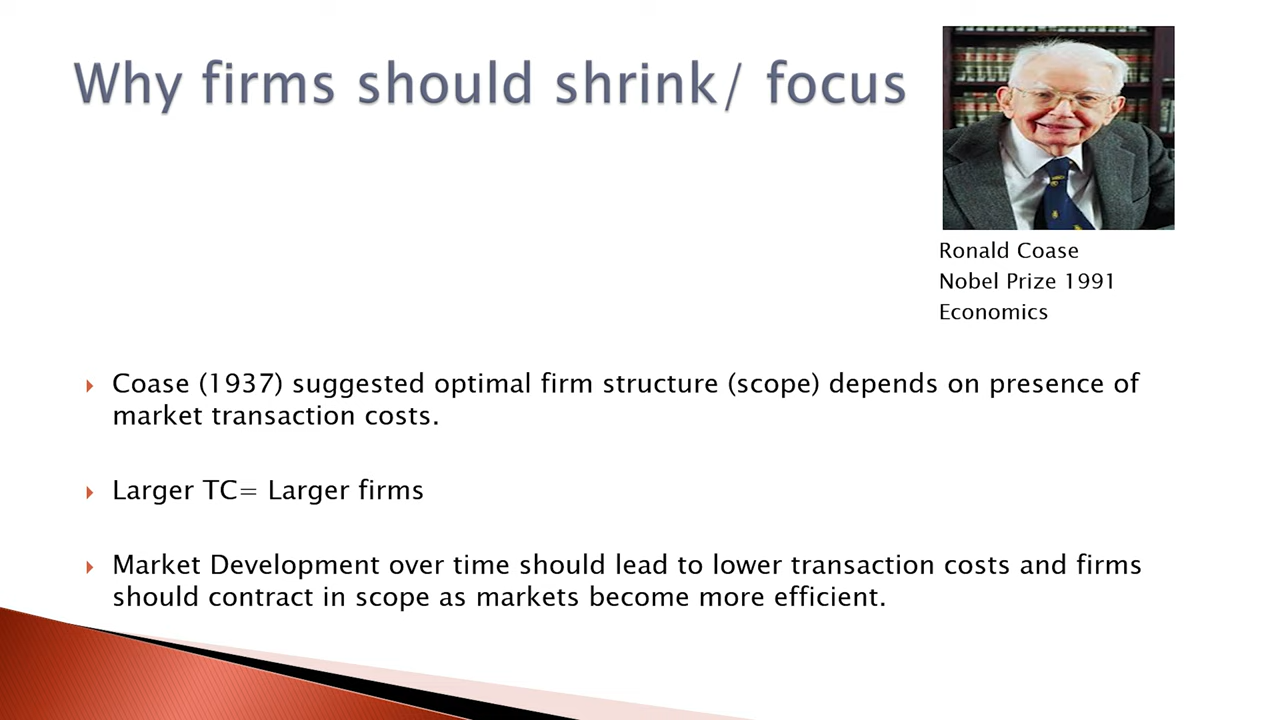 Why firms should shrink/ focus
Ronald Coase
Nobel Prize 1991
Economics
Coase (1937) suggested optimal firm structure (scope) depends on presence of
market transaction costs.
Larger TC= Larger firms
Market Development over time should lead to lower transaction costs and firms
should contract in scope as markets become more efficient.